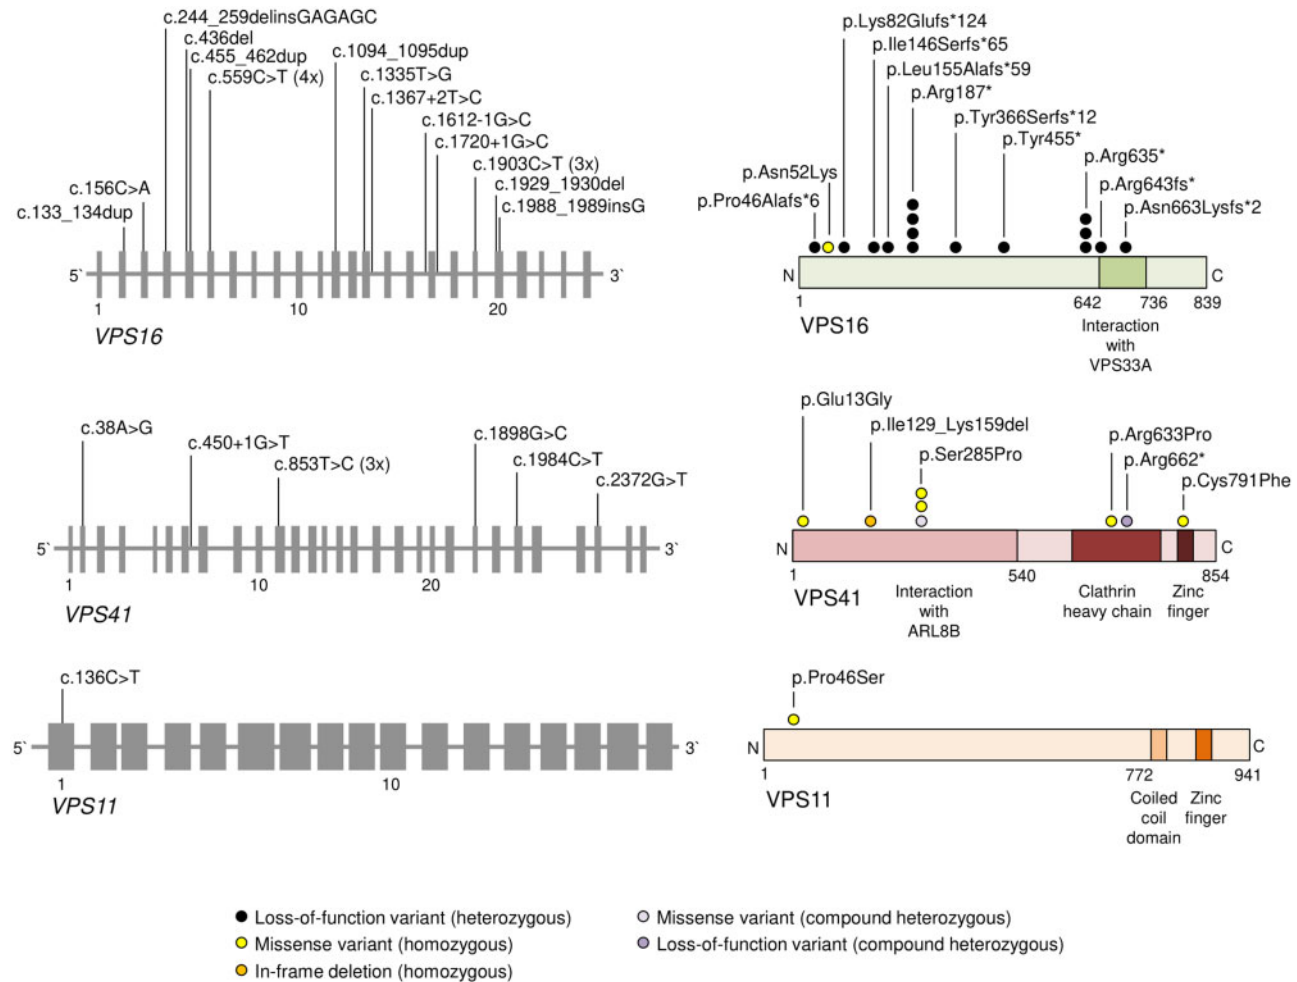 c.244_259delinsGAGAGC
c.436del
c.455_462dup
c.559C>T (4x)
c.1094_1095dup
c.1335T>G
c.1367+2T>C
c.1612-1G>C
c.1720+1G>C
c.1903C>T (3x)
c.1929_1930del
c.1988_1989insG
c.156C>A
c.133_134dup
5`
3`
1
10
20
VPS16
p.Lys82Glufs*124
p.Ile146Serfs*65
p.Leu155Alafs*59
p.Arg187*
p.Tyr366Serfs*12
p.Tyr455*
p.Arg635*
p.Arg643fs*
p.Asn663Lysfs*2
p.Asn52Lys
p.Pro46Alafs*6
N
C
1
642
736
839
VPS16
Interaction
with
VPS33A
c.38A>G
c.450+1G>T
c.853T>C (3x)
c.1898G>C
c.1984C>T
c.2372G>T
5`
3`
1
10
20
VPS41
p.Glu13Gly
p.Ile129_Lys159del
p.Ser285Pro
p.Arg633Pro
p.Arg662*
p.Cys791Phe
N
C
1
540
854
VPS41
Interaction
with
ARL8B
Clathrin
heavy chain
Zinc
finger
c.136C>T
5`
3`
1
10
VPS11
p.Pro46Ser
N
C
1
772
941
VPS11
Coiled
coil
domain
Zinc
finger
Loss-of-function variant (heterozygous)
Missense variant (homozygous)
In-frame deletion (homozygous)
Missense variant (compound heterozygous)
Loss-of-function variant (compound heterozygous)